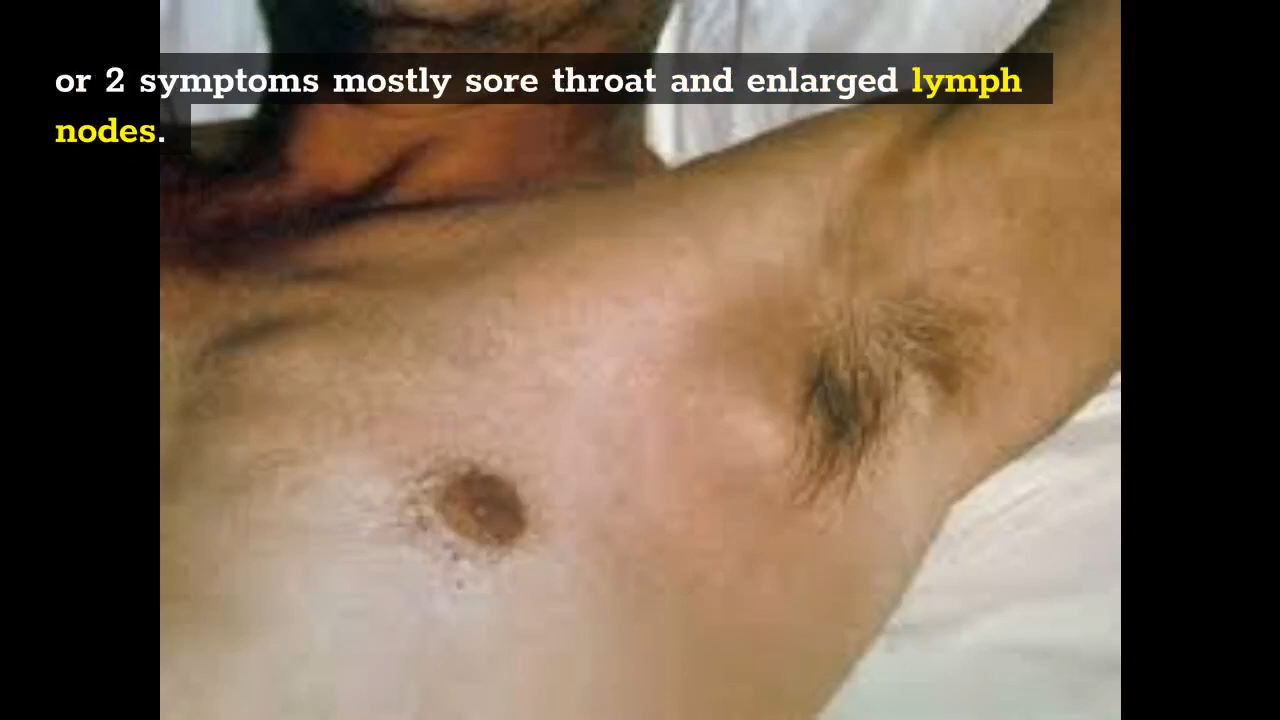 or 2 symptoms mostly sore throat and enlarged lymph
nodes.